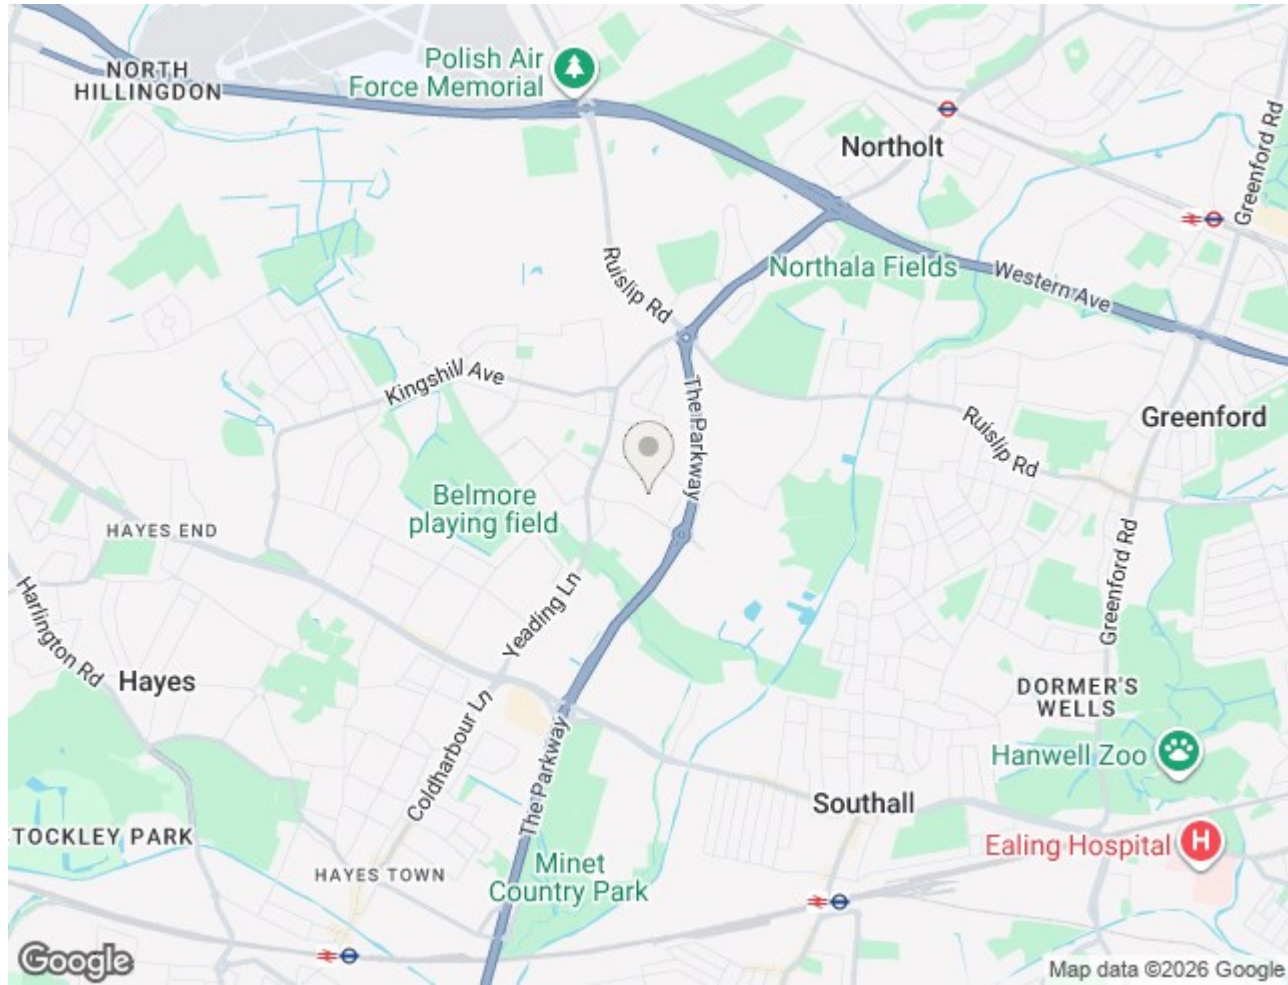 Polish Air
Force Memorial
NORTH
HILLINGDON
Northolt
Greenford Rd
Ruislip Rd
Northala Fields
Western Ave
Kingshill Ave
The Parkway
Ruislip Rd
Greenford
Belmore
playing field
HAYES END
Harlington Rd
Yeading Ln
Greenford Rd
Hayes
Coldharbour Ln
The Parkway
DORMER'S
WELLS
Hanwell Zoo
Southall
TOCKLEY PARK
HAYES TOWN
Minet
Country Park
Ealing Hospital
H
Google
Map data ©2026 Google